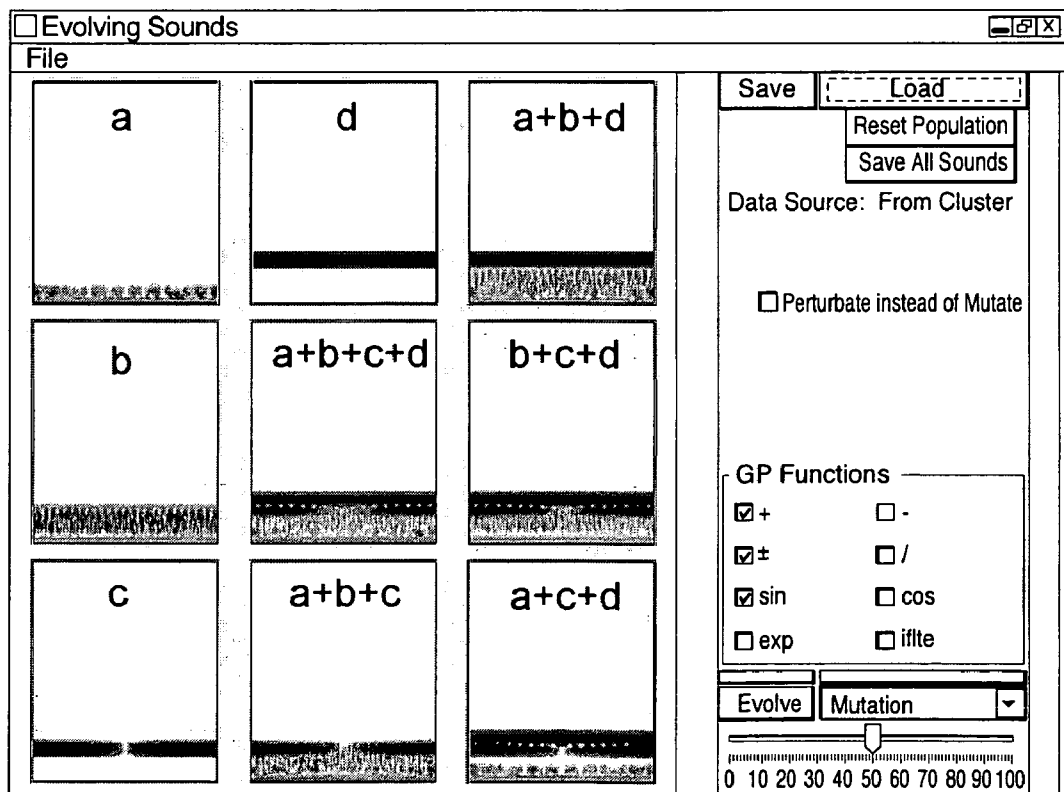 Evolving Sounds
File
a
d
a+b+d
b
a+b+c+d
b+c+d
c
a+b+c
a+c+d
Save
Load
Reset Population
Save All Sounds
Data Source: From Cluster
Perturbate instead of Mutate
GP Functions
+
-
±
/
sin
cos
exp
iflte
Evolve
Mutation
0 10 20 30 40 50 60 70 80 90 100